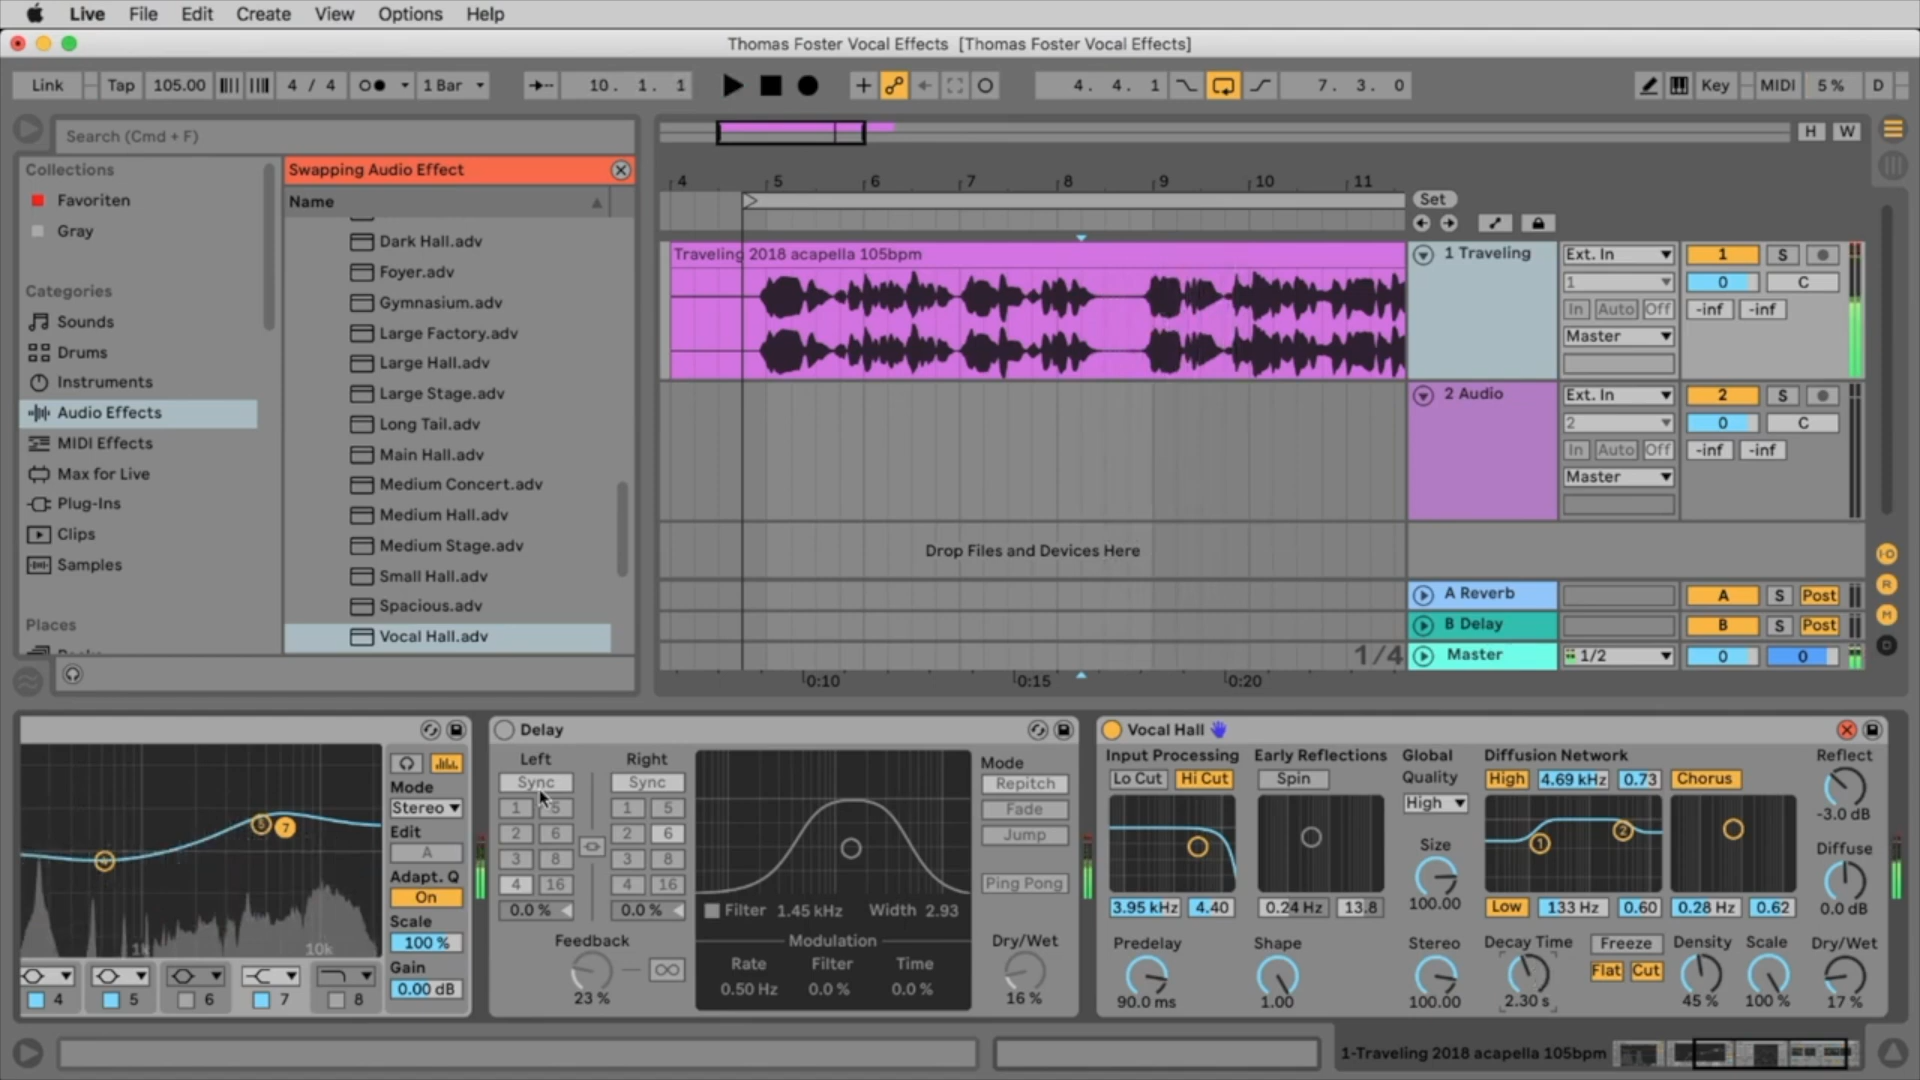 Live File Edit Create View Options Help
Thomas Foster Vocal Effects [Thomas Foster Vocal Effects]
Link Tap 105.00 4 / 4 1 Bar 10. 1. 1 4. 4. 1 7. 3. 0 Key MIDI 5 % D
Search (Cmd + F)
Collections
Favoriten
Gray
Categories
Sounds
Drums
Instruments
Audio Effects
MIDI Effects
Max for Live
Plug-Ins
Clips
Samples
Places
Swapping Audio Effect
Name
Dark Hall.adv
Foyer.adv
Gymnasium.adv
Large Factory.adv
Large Hall.adv
Large Stage.adv
Long Tail.adv
Main Hall.adv
Medium Concert.adv
Medium Hall.adv
Medium Stage.adv
Small Hall.adv
Spacious.adv
Vocal Hall.adv
H W
4 5 6 7 8 9 10 11
Set
Traveling 2018 acapella 105bpm
1 Traveling Ext. In 1 S
1 0 C
In Auto Off -inf -inf
Master
2 Audio Ext. In 2 S
2 0 C
In Auto Off -inf -inf
Master
Drop Files and Devices Here
A Reverb A S Post
B Delay B S Post
1/4 Master 1/2 0 0
0:10 0:15 0:20
I·O
R
M
D
1k 10k
4 5 7
4 5 6 7 8
Mode
Stereo
Edit
A
Adapt. Q
On
Scale
100 %
Gain
0.00 dB
Delay
Left Right
Sync Sync
1 5 1 5
2 6 2 6
3 8 3 8
4 16 4 16
0.0 % 0.0 %
Feedback
23 %
Filter 1.45 kHz Width 2.93
Modulation
Rate Filter Time
0.50 Hz 0.0 % 0.0 %
Mode
Repitch
Fade
Jump
Ping Pong
Dry/Wet
16 %
Vocal Hall
Input Processing Early Reflections Global Diffusion Network Reflect
Lo Cut Hi Cut Spin Quality High 4.69 kHz 0.73 Chorus
High
-3.0 dB
1 2
Size
100.00
Diffuse
0.0 dB
3.95 kHz 4.40 0.24 Hz 13.8 Low 133 Hz 0.60 0.28 Hz 0.62
Predelay Shape Stereo Decay Time Freeze Density Scale Dry/Wet
Flat Cut
90.0 ms 1.00 100.00 2.30 s 45 % 100 % 17 %
1-Traveling 2018 acapella 105bpm